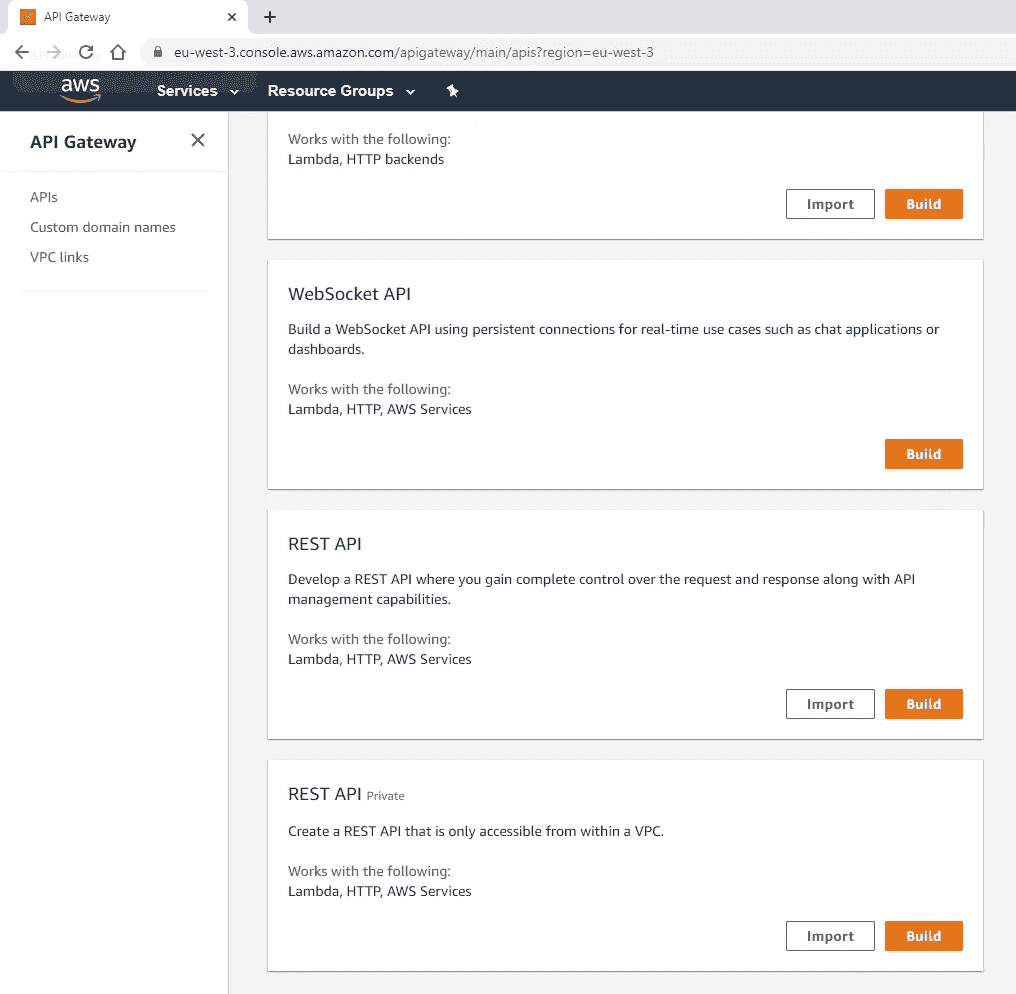 API Gateway
eu-west-3.console.aws.amazon.com/apigateway/main/apis?region=eu-west-3
aws Services Resource Groups
API Gateway
APIs
Custom domain names
VPC links
Works with the following:
Lambda, HTTP backends
Import Build
WebSocket API
Build a WebSocket API using persistent connections for real-time use cases such as chat applications or
dashboards.
Works with the following:
Lambda, HTTP, AWS Services
Build
REST API
Develop a REST API where you gain complete control over the request and response along with API
management capabilities.
Works with the following:
Lambda, HTTP, AWS Services
Import Build
REST API Private
Create a REST API that is only accessible from within a VPC.
Works with the following:
Lambda, HTTP, AWS Services
Import Build